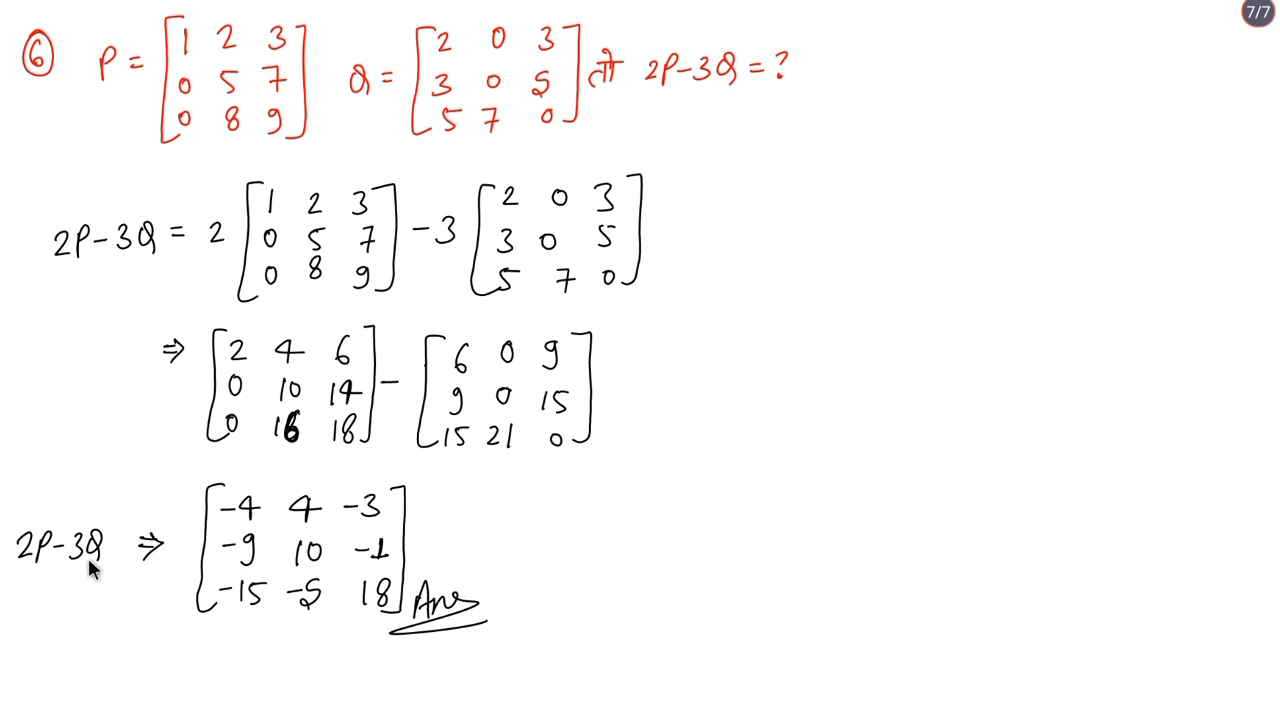 7/7
⑥ P = [1 2 3 Q = [2 0 3 तो 2P-3Q = ?
0 5 7 3 0 5
0 8 9] 5 7 0]
2P-3Q = 2 [1 2 3 -3 [2 0 3
0 5 7 3 0 5
0 8 9] 5 7 0]
⇒ [2 4 6 - [6 0 9
0 10 14 9 0 15
0 16 18] 15 21 0]
2P-3Q ⇒ [-4 4 -3
-9 10 -1
-15 -5 18] Ans